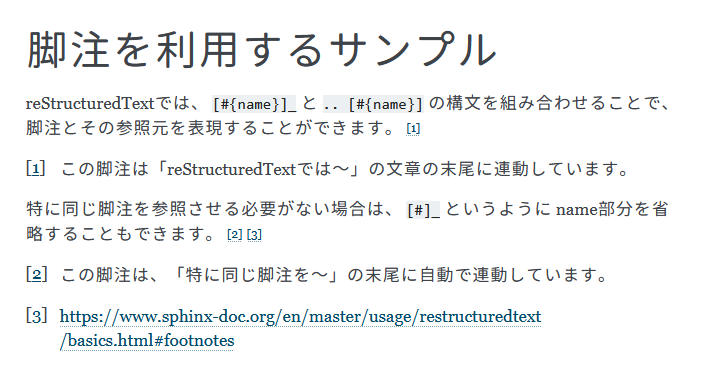 脚注を利用するサンプル
reStructuredTextでは、 [#{name}]_ と .. [#{name}] の構文を組み合わせることで、
脚注とその参照元を表現することができます。 [1]
[1] この脚注は「reStructuredTextでは〜」の文章の末尾に連動しています。
特に同じ脚注を参照させる必要がない場合は、 [#]_ というように name部分を省
略することもできます。 [2] [3]
[2] この脚注は、「特に同じ脚注を〜」の末尾に自動で連動しています。
[3] https://www.sphinx-doc.org/en/master/usage/restructuredtext
/basics.html#footnotes